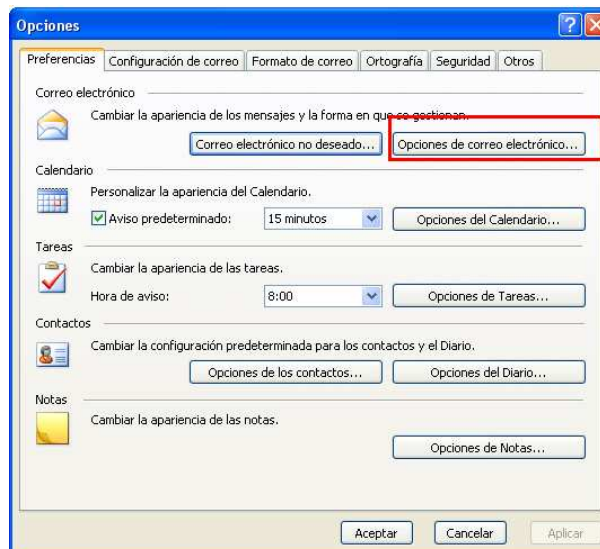 Opciones
Preferencias Configuración de correo Formato de correo Ortografía Seguridad Otros
Correo electrónico
Cambiar la apariencia de los mensajes y la forma en que se gestionan.
Correo electrónico no deseado... Opciones de correo electrónico...
Calendario
Personalizar la apariencia del Calendario.
Aviso predeterminado: 15 minutos Opciones del Calendario...
Tareas
Cambiar la apariencia de las tareas.
Hora de aviso: 8:00 Opciones de Tareas...
Contactos
Cambiar la configuración predeterminada para los contactos y el Diario.
Opciones de los contactos... Opciones del Diario...
Notas
Cambiar la apariencia de las notas.
Opciones de Notas...
Aceptar Cancelar Aplicar